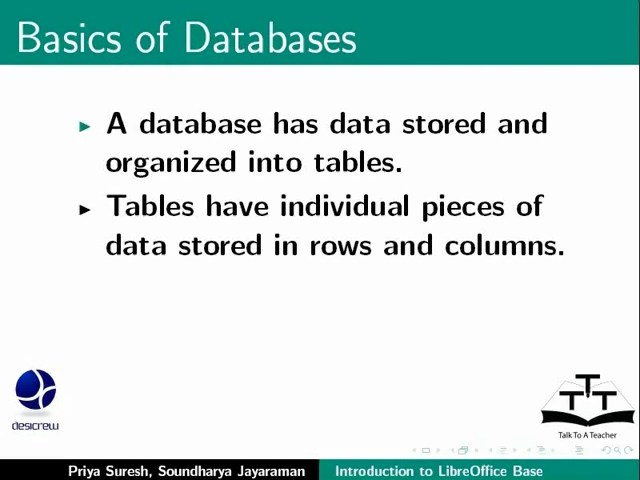 Basics of Databases
A database has data stored and
organized into tables.
Tables have individual pieces of
data stored in rows and columns.
desicrew
TTT
Talk To A Teacher
Priya Suresh, Soundharya Jayaraman
Introduction to LibreOffice Base